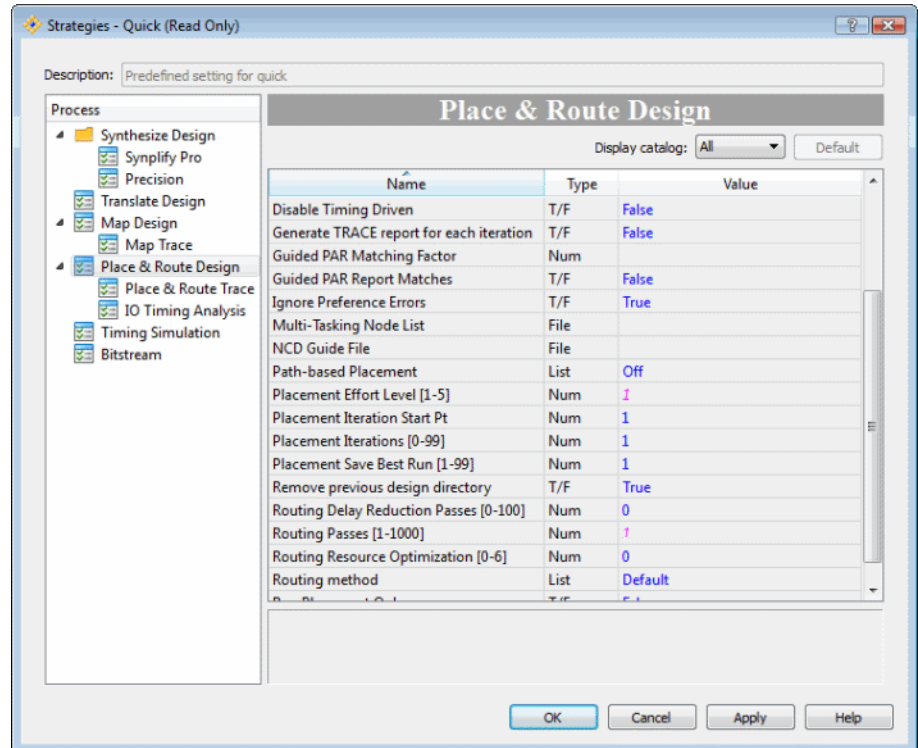 Strategies - Quick (Read Only)
Description: Predefined setting for quick
Process
Synthesize Design
Synplify Pro
Precision
Translate Design
Map Design
Map Trace
Place & Route Design
Place & Route Trace
IO Timing Analysis
Timing Simulation
Bitstream
Place & Route Design
Display catalog: All Default
Name Type Value
Disable Timing Driven T/F False
Generate TRACE report for each iteration T/F False
Guided PAR Matching Factor Num
Guided PAR Report Matches T/F False
Ignore Preference Errors T/F True
Multi-Tasking Node List File
NCD Guide File File
Path-based Placement List Off
Placement Effort Level [1-5] Num 1
Placement Iteration Start Pt Num 1
Placement Iterations [0-99] Num 1
Placement Save Best Run [1-99] Num 1
Remove previous design directory T/F True
Routing Delay Reduction Passes [0-100] Num 0
Routing Passes [1-1000] Num 1
Routing Resource Optimization [0-6] Num 0
Routing method List Default
OK Cancel Apply Help